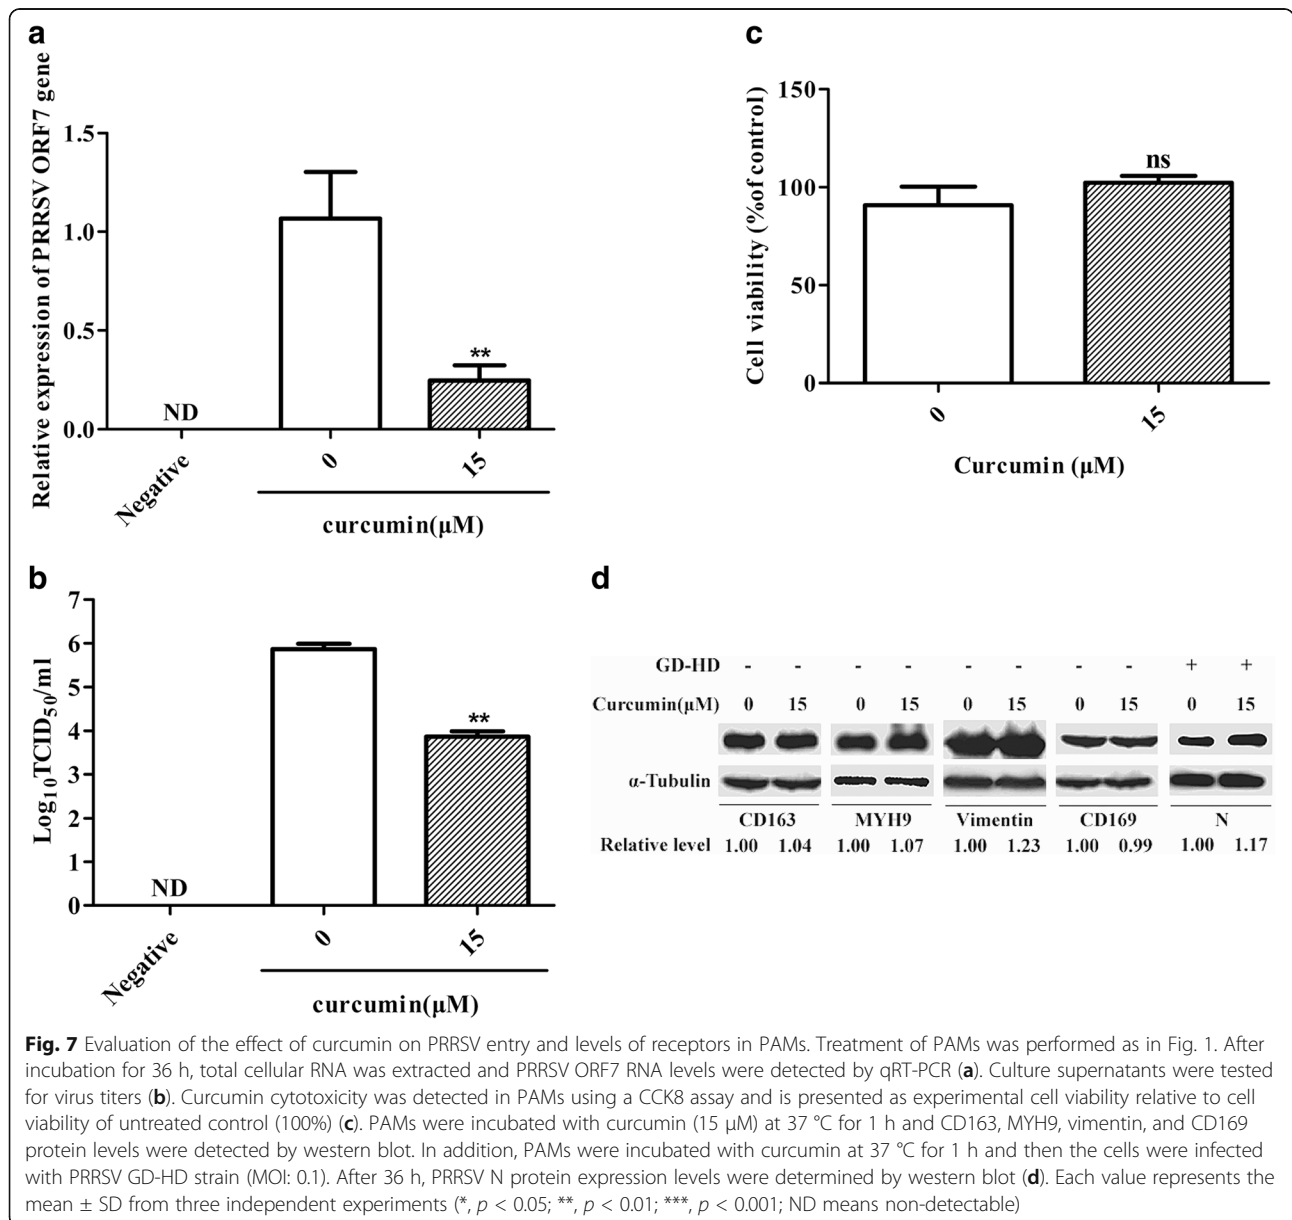 a
Relative expression of PRRSV ORF7 gene
1.5
1.0
0.5
0.0
ND
**
Negative
0
15
curcumin(µM)
c
Cell viability (%of control)
150
100
50
0
ns
0
15
Curcumin (µM)
b
Log10TCID50/ml
7
6
5
4
3
2
1
0
ND
**
Negative
0
15
curcumin(µM)
d
GD-HD - - - - - - - - + +
Curcumin(µM) 0 15 0 15 0 15 0 15 0 15
α-Tubulin
CD163 MYH9 Vimentin CD169 N
Relative level 1.00 1.04 1.00 1.07 1.00 1.23 1.00 0.99 1.00 1.17
Fig. 7 Evaluation of the effect of curcumin on PRRSV entry and levels of receptors in PAMs. Treatment of PAMs was performed as in Fig. 1. After
incubation for 36 h, total cellular RNA was extracted and PRRSV ORF7 RNA levels were detected by qRT-PCR (a). Culture supernatants were tested
for virus titers (b). Curcumin cytotoxicity was detected in PAMs using a CCK8 assay and is presented as experimental cell viability relative to cell
viability of untreated control (100%) (c). PAMs were incubated with curcumin (15 µM) at 37 °C for 1 h and CD163, MYH9, vimentin, and CD169
protein levels were detected by western blot. In addition, PAMs were incubated with curcumin at 37 °C for 1 h and then the cells were infected
with PRRSV GD-HD strain (MOI: 0.1). After 36 h, PRRSV N protein expression levels were determined by western blot (d). Each value represents the
mean ± SD from three independent experiments (*, p < 0.05; **, p < 0.01; ***, p < 0.001; ND means non-detectable)